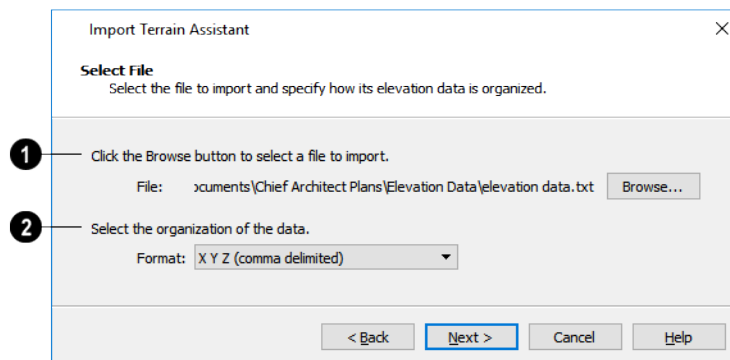 Import Terrain Assistant
Select File
Select the file to import and specify how its elevation data is organized.
1 Click the Browse button to select a file to import.
File: ocuments\Chief Architect Plans\Elevation Data\elevation data.txt Browse...
2 Select the organization of the data.
Format: X Y Z (comma delimited)
< Back Next > Cancel Help